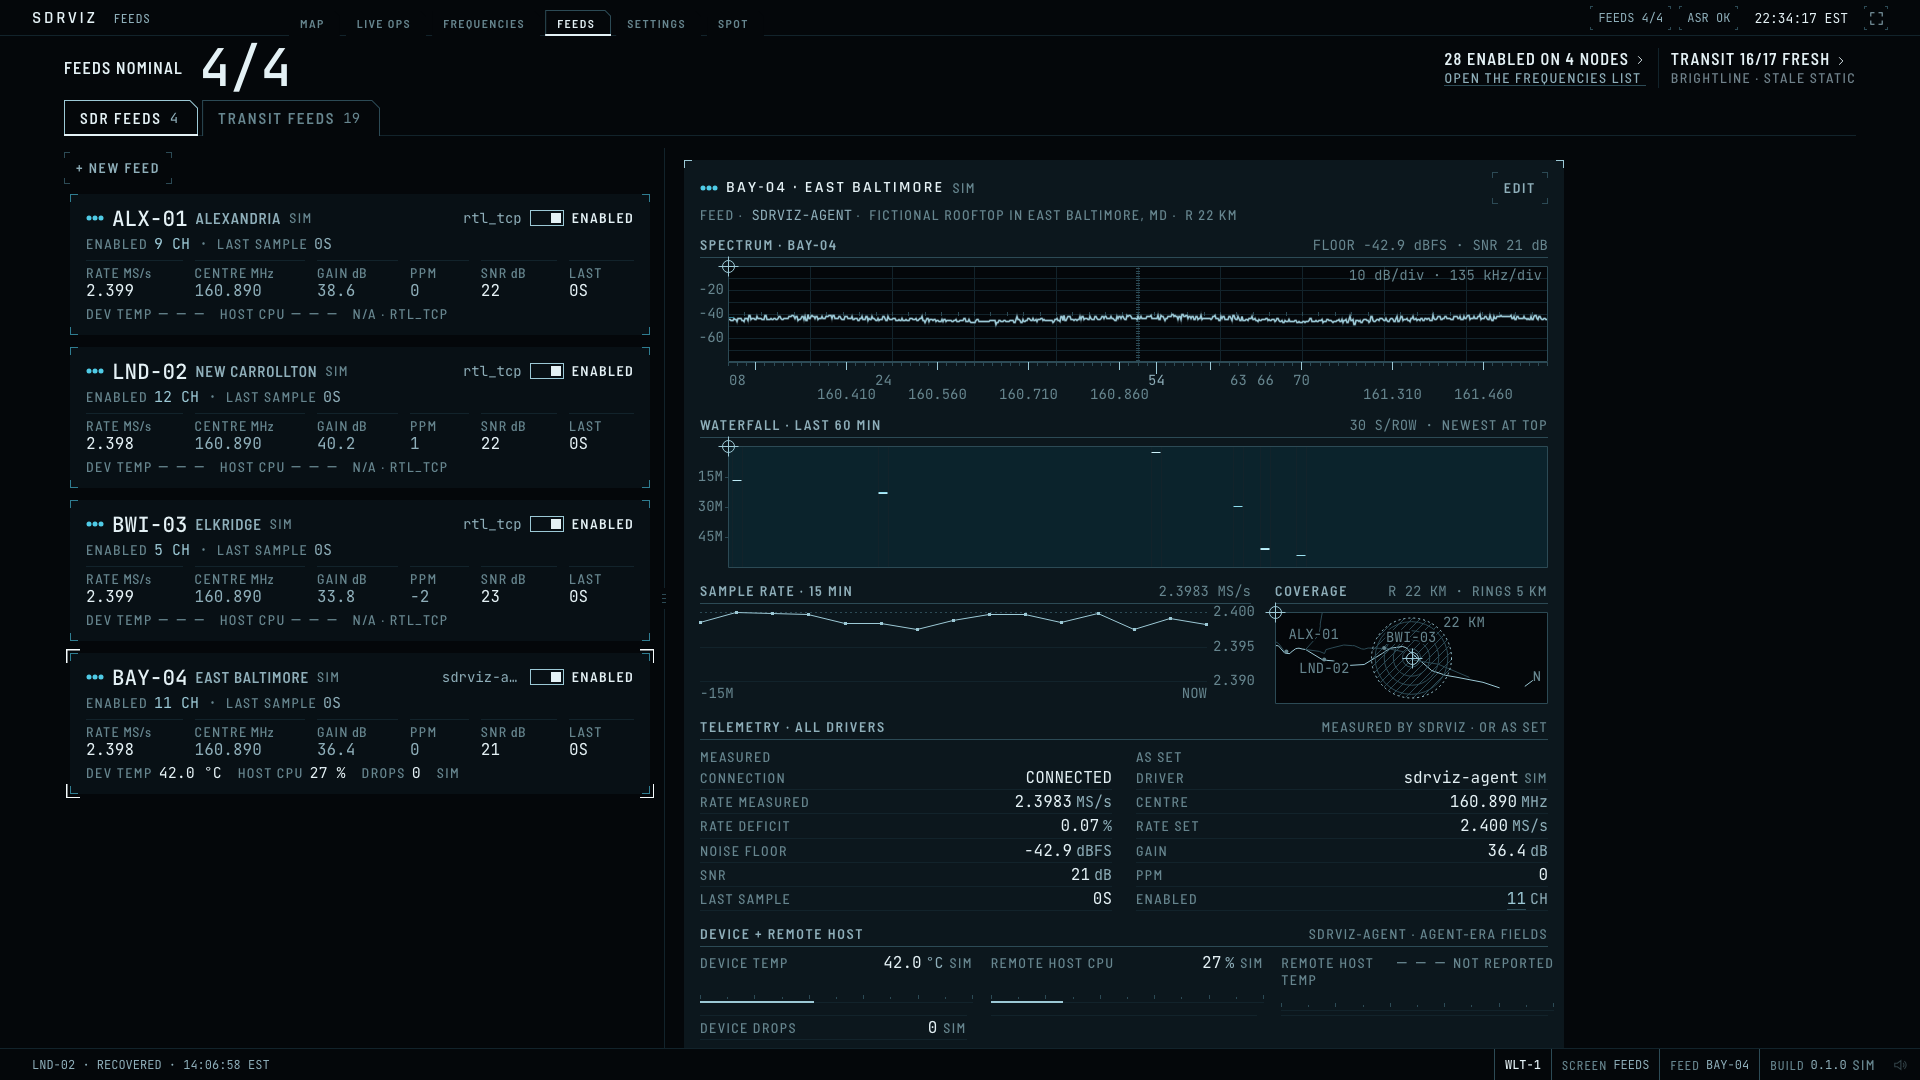 SDRVIZ FEEDS MAP LIVE OPS FREQUENCIES FEEDS SETTINGS SPOT FEEDS 4/4 ASR OK 22:34:17 EST
FEEDS NOMINAL 4/4
28 ENABLED ON 4 NODES >
OPEN THE FREQUENCIES LIST
TRANSIT 16/17 FRESH >
BRIGHTLINE · STALE STATIC
SDR FEEDS 4 TRANSIT FEEDS 19
+ NEW FEED
ALX-01 ALEXANDRIA SIM rtl_tcp ENABLED
ENABLED 9 CH · LAST SAMPLE 0S
RATE MS/s CENTRE MHz GAIN dB PPM SNR dB LAST
2.399 160.890 38.6 0 22 0S
DEV TEMP — — — HOST CPU — — — N/A · RTL_TCP
LND-02 NEW CARROLLTON SIM rtl_tcp ENABLED
ENABLED 12 CH · LAST SAMPLE 0S
RATE MS/s CENTRE MHz GAIN dB PPM SNR dB LAST
2.398 160.890 40.2 1 22 0S
DEV TEMP — — — HOST CPU — — — N/A · RTL_TCP
BWI-03 ELKRIDGE SIM rtl_tcp ENABLED
ENABLED 5 CH · LAST SAMPLE 0S
RATE MS/s CENTRE MHz GAIN dB PPM SNR dB LAST
2.399 160.890 33.8 -2 23 0S
DEV TEMP — — — HOST CPU — — — N/A · RTL_TCP
BAY-04 EAST BALTIMORE SIM sdrviz-a… ENABLED
ENABLED 11 CH · LAST SAMPLE 0S
RATE MS/s CENTRE MHz GAIN dB PPM SNR dB LAST
2.398 160.890 36.4 0 21 0S
DEV TEMP 42.0 °C HOST CPU 27 % DROPS 0 SIM
BAY-04 · EAST BALTIMORE SIM EDIT
FEED · SDRVIZ-AGENT · FICTIONAL ROOFTOP IN EAST BALTIMORE, MD · R 22 KM
SPECTRUM · BAY-04 FLOOR -42.9 dBFS · SNR 21 dB
10 dB/div · 135 kHz/div
-20
-40
-60
08 24 54 63 66 70
160.410 160.560 160.710 160.860 161.310 161.460
WATERFALL · LAST 60 MIN 30 S/ROW · NEWEST AT TOP
15M
30M
45M
SAMPLE RATE · 15 MIN 2.3983 MS/s
2.400
2.395
2.390
-15M NOW
COVERAGE R 22 KM · RINGS 5 KM
22 KM
ALX-01 BWI-03
LND-02
N
TELEMETRY · ALL DRIVERS MEASURED BY SDRVIZ · OR AS SET
MEASURED AS SET
CONNECTION CONNECTED DRIVER sdrviz-agent SIM
RATE MEASURED 2.3983 MS/s CENTRE 160.890 MHz
RATE DEFICIT 0.07 % RATE SET 2.400 MS/s
NOISE FLOOR -42.9 dBFS GAIN 36.4 dB
SNR 21 dB PPM 0
LAST SAMPLE 0S ENABLED 11 CH
DEVICE + REMOTE HOST SDRVIZ-AGENT · AGENT-ERA FIELDS
DEVICE TEMP 42.0 °C SIM REMOTE HOST CPU 27 % SIM REMOTE HOST TEMP — — — NOT REPORTED
DEVICE DROPS 0 SIM
LND-02 · RECOVERED · 14:06:58 EST WLT-1 SCREEN FEEDS FEED BAY-04 BUILD 0.1.0 SIM